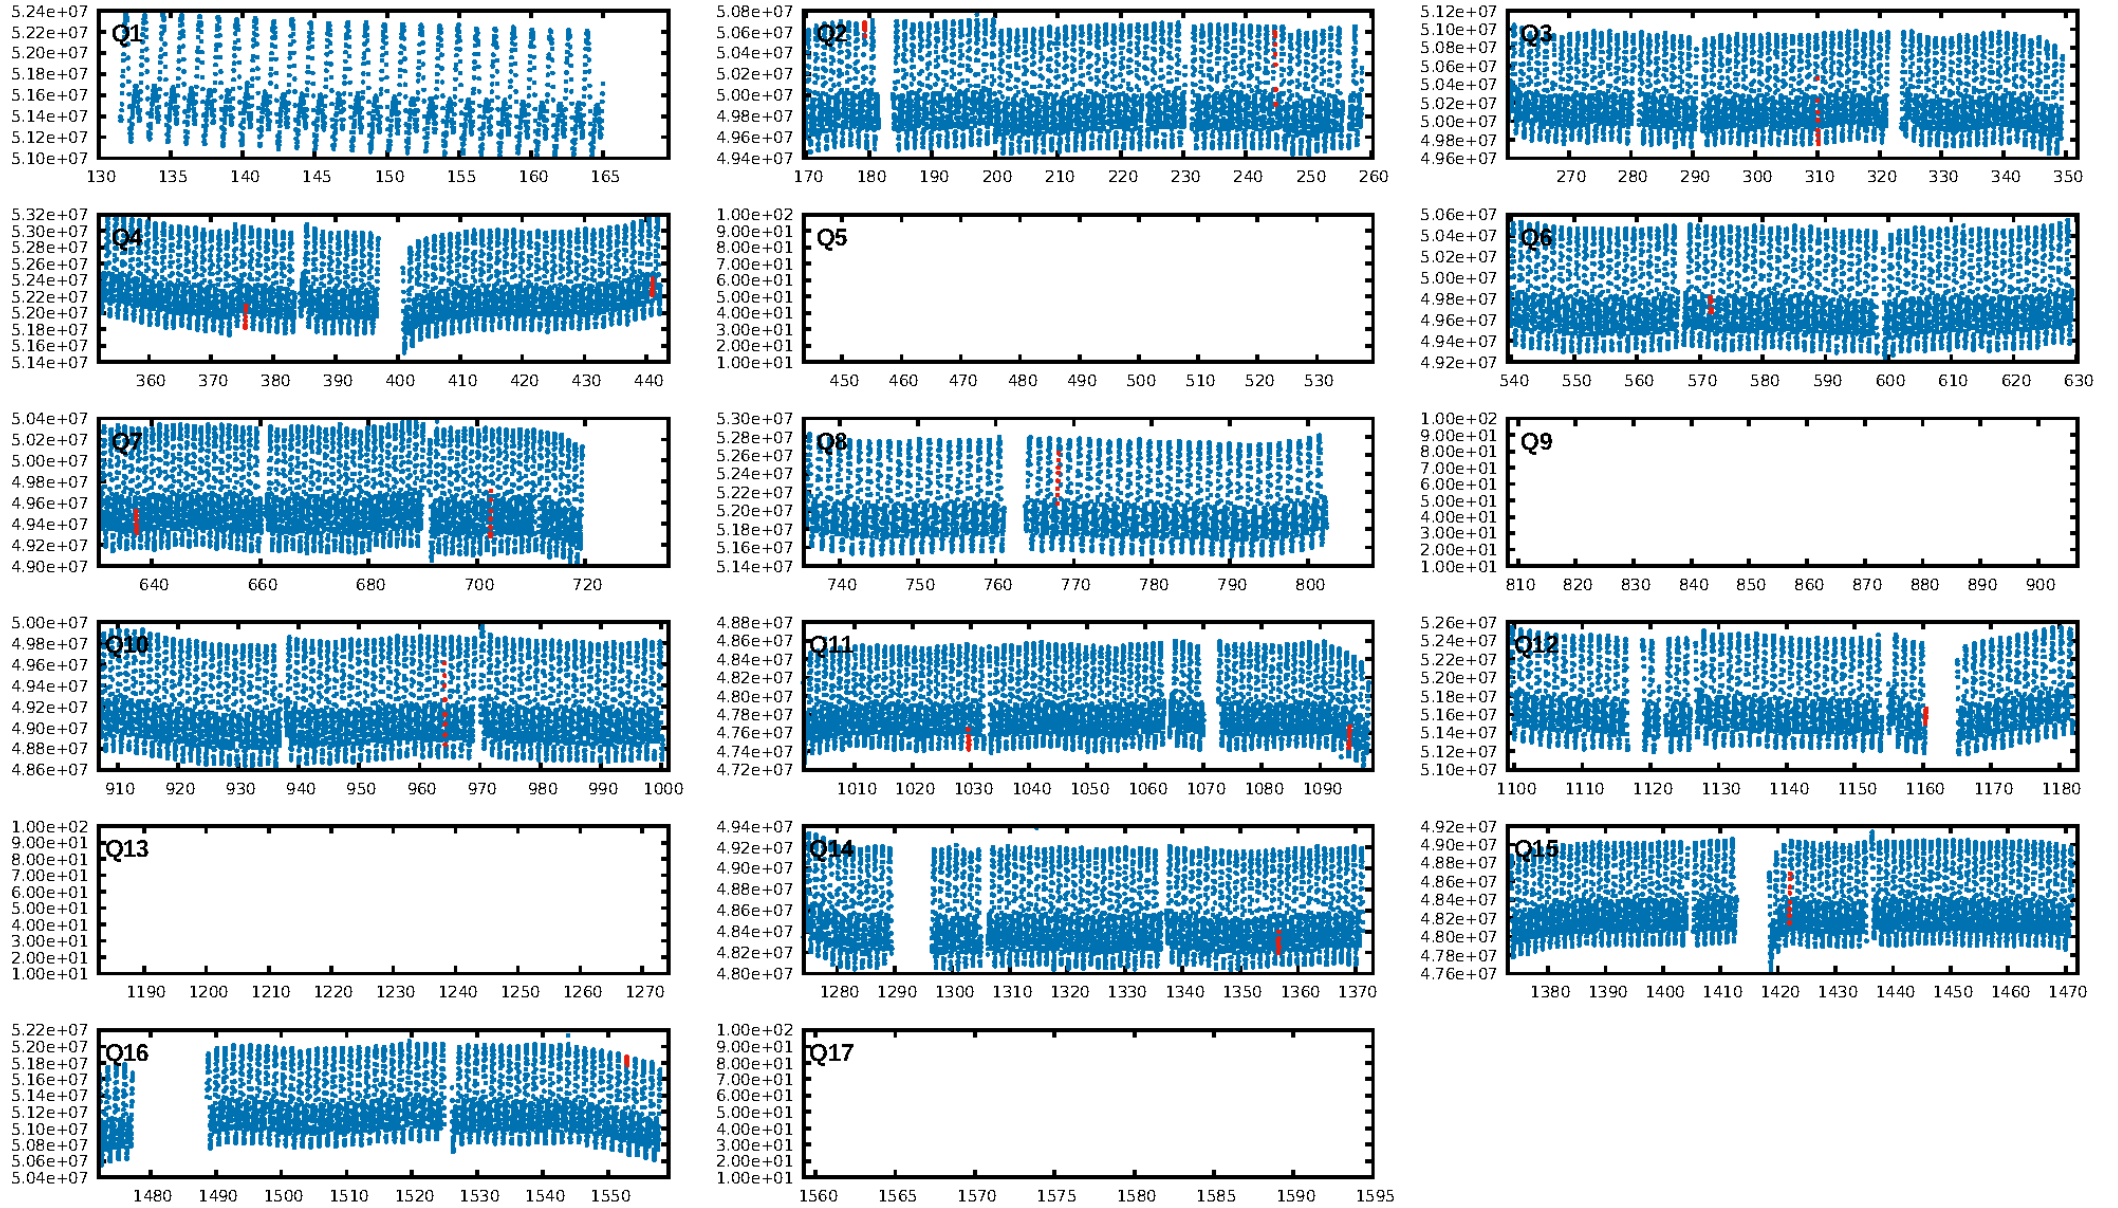 5.24e+07
5.22e+07
5.20e+07
5.18e+07
5.16e+07
5.14e+07
5.12e+07
5.10e+07
Q1
130 135 140 145 150 155 160 165
5.08e+07
5.06e+07
5.04e+07
5.02e+07
5.00e+07
4.98e+07
4.96e+07
4.94e+07
Q2
170 180 190 200 210 220 230 240 250 260
5.12e+07
5.10e+07
5.08e+07
5.06e+07
5.04e+07
5.02e+07
5.00e+07
4.98e+07
4.96e+07
Q3
270 280 290 300 310 320 330 340 350
5.32e+07
5.30e+07
5.28e+07
5.26e+07
5.24e+07
5.22e+07
5.20e+07
5.18e+07
5.16e+07
5.14e+07
Q4
360 370 380 390 400 410 420 430 440
1.00e+02
9.00e+01
8.00e+01
7.00e+01
6.00e+01
5.00e+01
4.00e+01
3.00e+01
2.00e+01
1.00e+01
Q5
450 460 470 480 490 500 510 520 530
5.06e+07
5.04e+07
5.02e+07
5.00e+07
4.98e+07
4.96e+07
4.94e+07
4.92e+07
Q6
540 550 560 570 580 590 600 610 620 630
5.04e+07
5.02e+07
5.00e+07
4.98e+07
4.96e+07
4.94e+07
4.92e+07
4.90e+07
Q7
640 660 680 700 720
5.30e+07
5.28e+07
5.26e+07
5.24e+07
5.22e+07
5.20e+07
5.18e+07
5.16e+07
5.14e+07
Q8
740 750 760 770 780 790 800
1.00e+02
9.00e+01
8.00e+01
7.00e+01
6.00e+01
5.00e+01
4.00e+01
3.00e+01
2.00e+01
1.00e+01
Q9
810 820 830 840 850 860 870 880 890 900
5.00e+07
4.98e+07
4.96e+07
4.94e+07
4.92e+07
4.90e+07
4.88e+07
4.86e+07
Q10
910 920 930 940 950 960 970 980 990 1000
4.88e+07
4.86e+07
4.84e+07
4.82e+07
4.80e+07
4.78e+07
4.76e+07
4.74e+07
4.72e+07
Q11
1010 1020 1030 1040 1050 1060 1070 1080 1090
5.26e+07
5.24e+07
5.22e+07
5.20e+07
5.18e+07
5.16e+07
5.14e+07
5.12e+07
5.10e+07
Q12
1100 1110 1120 1130 1140 1150 1160 1170 1180
1.00e+02
9.00e+01
8.00e+01
7.00e+01
6.00e+01
5.00e+01
4.00e+01
3.00e+01
2.00e+01
1.00e+01
Q13
1190 1200 1210 1220 1230 1240 1250 1260 1270
4.94e+07
4.92e+07
4.90e+07
4.88e+07
4.86e+07
4.84e+07
4.82e+07
4.80e+07
Q14
1280 1290 1300 1310 1320 1330 1340 1350 1360 1370
4.92e+07
4.90e+07
4.88e+07
4.86e+07
4.84e+07
4.82e+07
4.80e+07
4.78e+07
4.76e+07
Q15
1380 1390 1400 1410 1420 1430 1440 1450 1460 1470
5.22e+07
5.20e+07
5.18e+07
5.16e+07
5.14e+07
5.12e+07
5.10e+07
5.08e+07
5.06e+07
5.04e+07
Q16
1480 1490 1500 1510 1520 1530 1540 1550
1.00e+02
9.00e+01
8.00e+01
7.00e+01
6.00e+01
5.00e+01
4.00e+01
3.00e+01
2.00e+01
1.00e+01
Q17
1560 1565 1570 1575 1580 1585 1590 1595